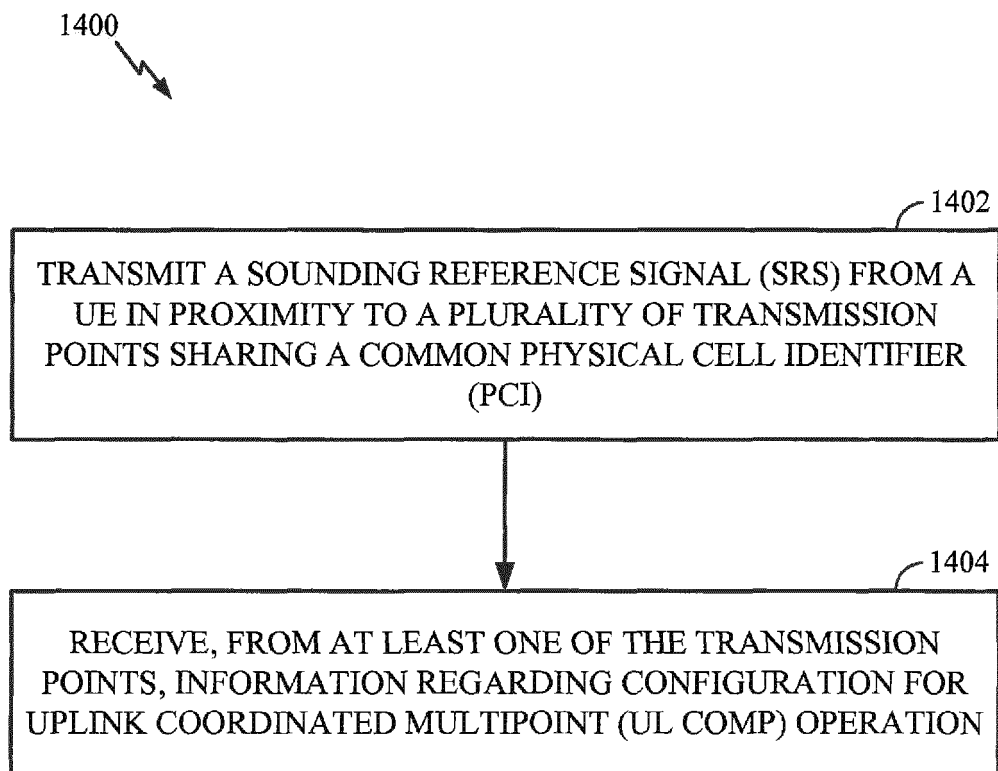 1400
1402
TRANSMIT A SOUNDING REFERENCE SIGNAL (SRS) FROM A
UE IN PROXIMITY TO A PLURALITY OF TRANSMISSION
POINTS SHARING A COMMON PHYSICAL CELL IDENTIFIER
(PCI)
1404
RECEIVE, FROM AT LEAST ONE OF THE TRANSMISSION
POINTS, INFORMATION REGARDING CONFIGURATION FOR
UPLINK COORDINATED MULTIPOINT (UL COMP) OPERATION